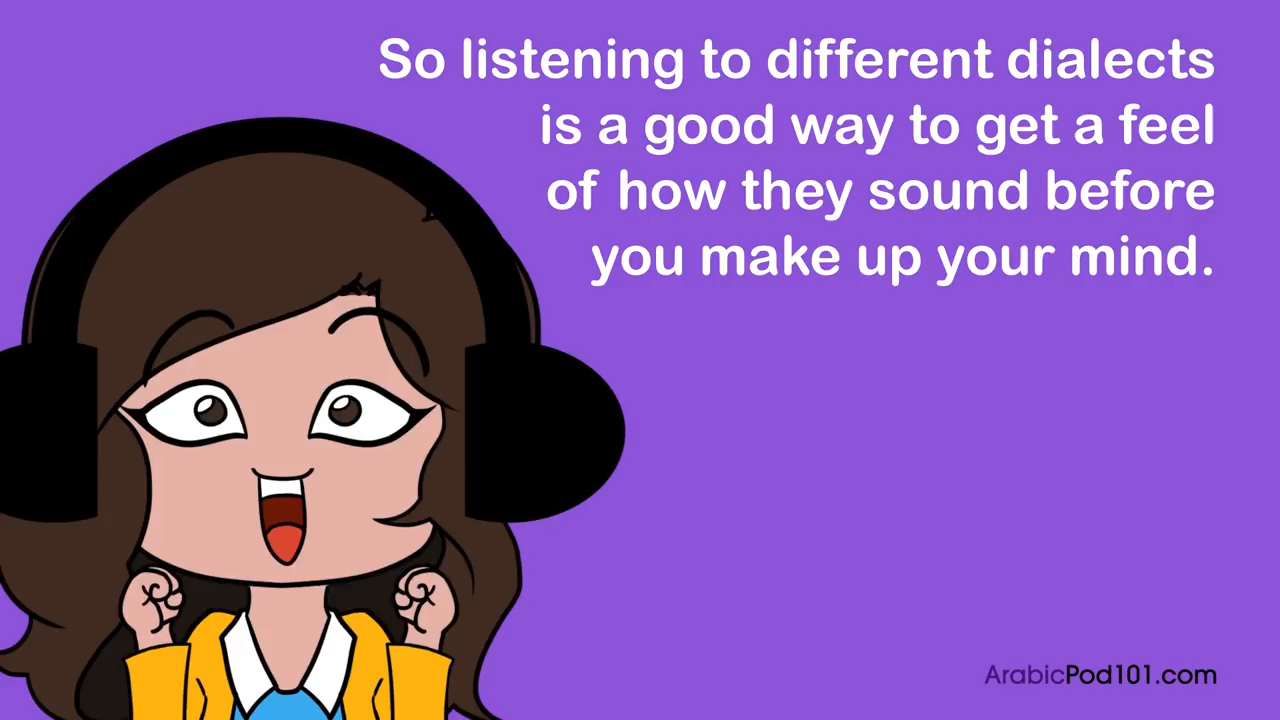 So listening to different dialects
is a good way to get a feel
of how they sound before
you make up your mind.
ArabicPod101.com